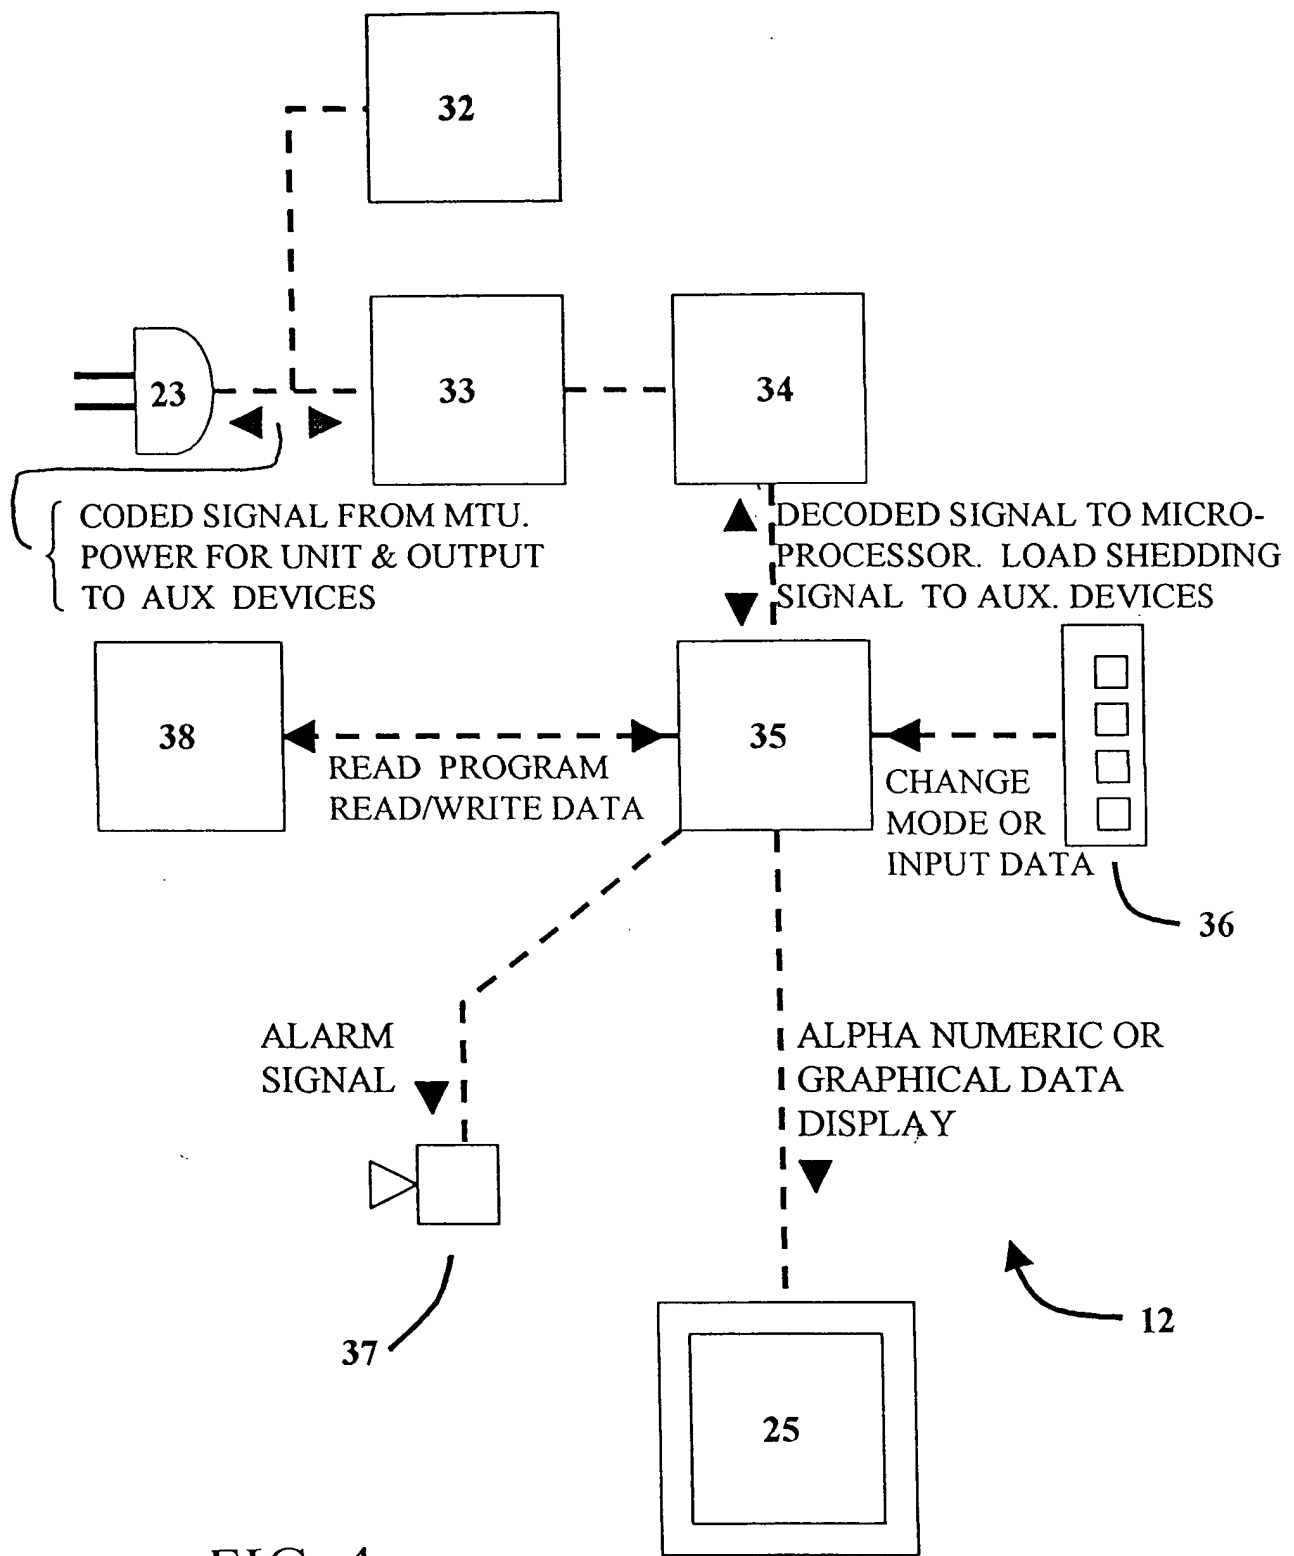 32
23
33
34
CODED SIGNAL FROM MTU.
POWER FOR UNIT & OUTPUT
TO AUX DEVICES
DECODED SIGNAL TO MICRO-
PROCESSOR. LOAD SHEDDING
SIGNAL TO AUX. DEVICES
38
READ PROGRAM
READ/WRITE DATA
35
CHANGE
MODE OR
INPUT DATA
36
ALARM
SIGNAL
ALPHA NUMERIC OR
GRAPHICAL DATA
DISPLAY
37
12
25
FIG. 4